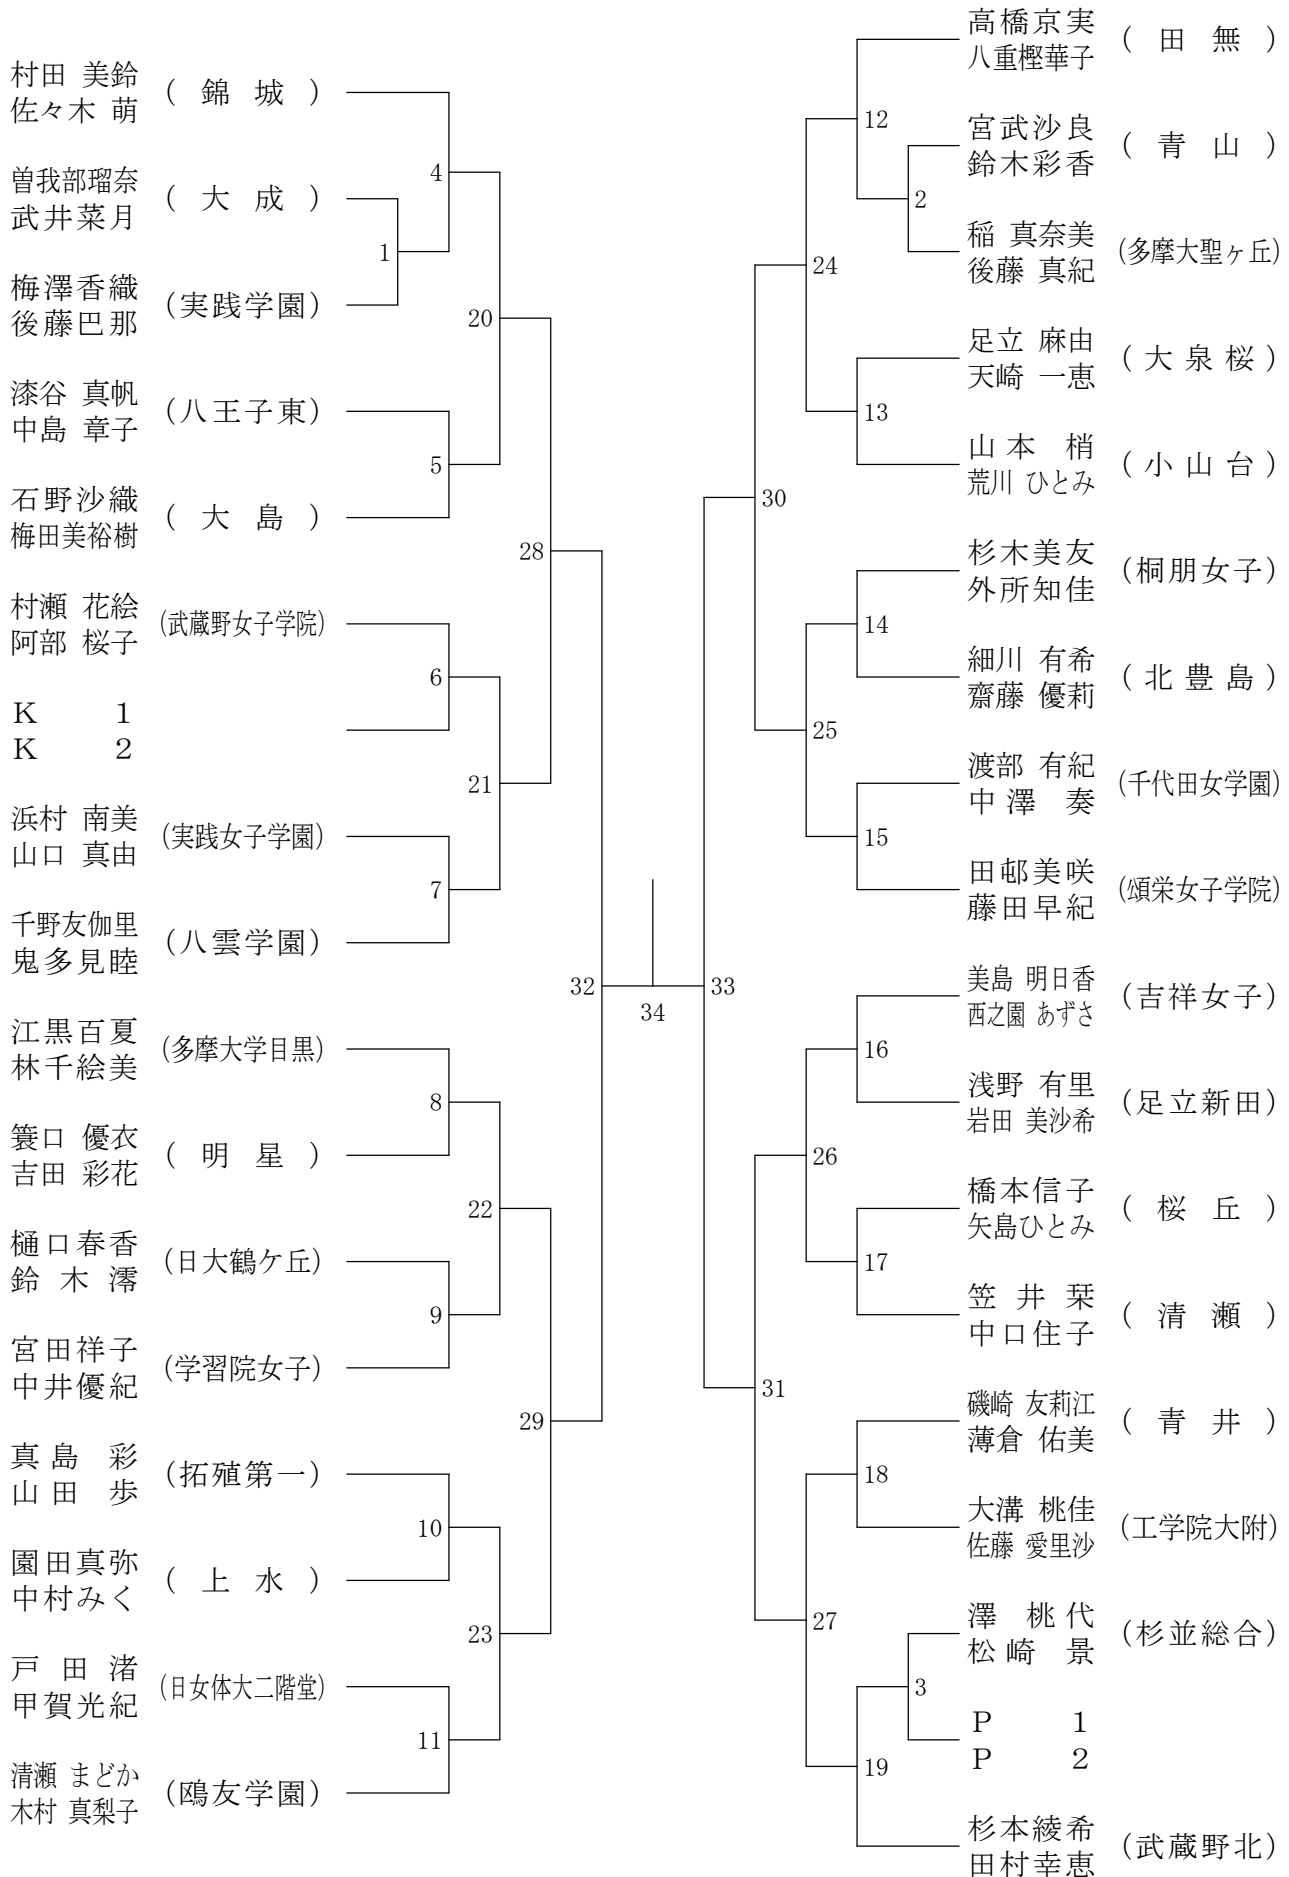 村田 美鈴
佐々木 萌
( 錦 城 )
曽我部瑠奈
武井菜月
( 大 成 )
梅澤香織
後藤巴那
(実践学園)
漆谷 真帆
中島 章子
(八王子東)
石野沙織
梅田美裕樹
( 大 島 )
村瀬 花絵
阿部 桜子
(武蔵野女子学院)
K 1
K 2
浜村 南美
山口 真由
(実践女子学園)
千野友伽里
鬼多見睦
(八雲学園)
江黒百夏
林千絵美
(多摩大学目黒)
簑口 優衣
吉田 彩花
( 明 星 )
樋口春香
鈴木澪
(日大鶴ケ丘)
宮田祥子
中井優紀
(学習院女子)
真島 彩
山田 歩
(拓殖第一)
園田真弥
中村みく
( 上 水 )
戸田渚
甲賀光紀
(日女体大二階堂)
清瀬 まどか
木村 真梨子
(鴎友学園)
1
4
5
6
7
8
9
10
11
20
21
22
23
28
29
32
34
33
30
31
24
25
26
27
12
2
13
14
15
16
17
18
3
19
高橋京実
八重樫華子
( 田 無 )
宮武沙良
鈴木彩香
( 青 山 )
稲 真奈美
後藤 真紀
(多摩大聖ヶ丘)
足立 麻由
天崎 一恵
( 大 泉 桜 )
山本 梢
荒川 ひとみ
( 小 山 台 )
杉木美友
外所知佳
(桐朋女子)
細川 有希
齋藤 優莉
( 北 豊 島 )
渡部 有紀
中澤 奏
(千代田女学園)
田邨美咲
藤田早紀
(頌栄女子学院)
美島 明日香
西之園 あずさ
(吉祥女子)
浅野 有里
岩田 美沙希
(足立新田)
橋本信子
矢島ひとみ
( 桜 丘 )
笠井栞
中口住子
( 清 瀬 )
磯崎 友莉江
薄倉 佑美
( 青 井 )
大溝 桃佳
佐藤 愛里沙
(工学院大附)
澤 桃代
松崎 景
(杉並総合)
P 1
P 2
杉本綾希
田村幸恵
(武蔵野北)